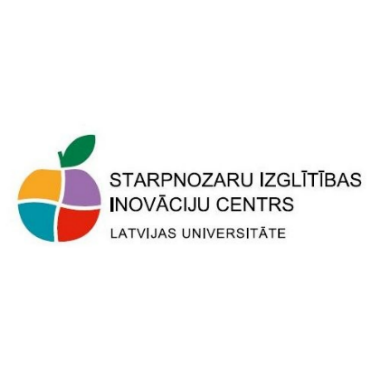 STARPNOZARU IZGLĪTĪBAS
INOVĀCIJU CENTRS
LATVIJAS UNIVERSITĀTE